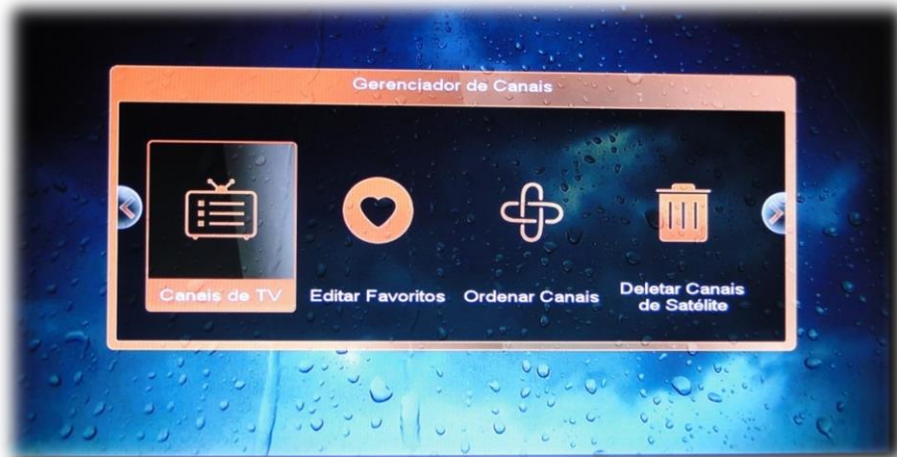 Gerenciador de Canais
Canais de TV
Editar Favoritos
Ordenar Canais
Deletar Canais
de Satélite